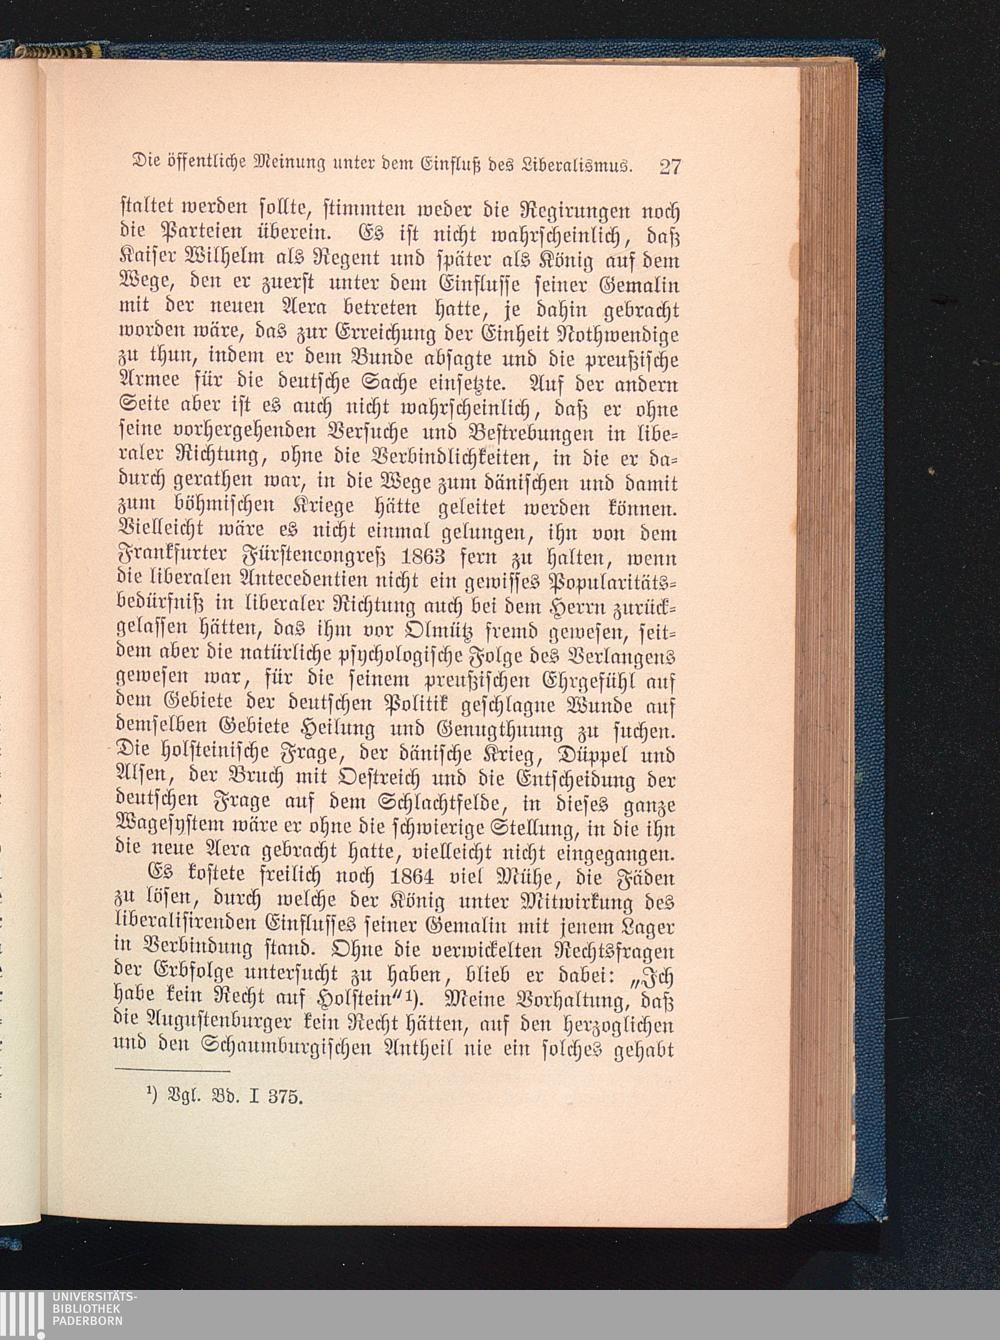 Die öffentliche Meinung unter dem Einfluß des Liberalismus. 27
staltet werden sollte, stimmten weder die Regirungen noch
die Parteien überein. Es ist nicht wahrscheinlich, daß
Kaiser Wilhelm als Regent und später als König auf dem
Wege, den er zuerst unter dem Einflusse seiner Gemalin
mit der neuen Aera betreten hatte, je dahin gebracht
worden wäre, das zur Erreichung der Einheit Nothwendige
zu thun, indem er dem Bunde absagte und die preußische
Armee für die deutsche Sache einsetzte. Auf der andern
Seite aber ist es auch nicht wahrscheinlich, daß er ohne
seine vorhergehenden Versuche und Bestrebungen in libe-
raler Richtung, ohne die Verbindlichkeiten, in die er da-
durch gerathen war, in die Wege zum dänischen und damit
zum böhmischen Kriege hätte geleitet werden können.
Vielleicht wäre es nicht einmal gelungen, ihn von dem
Frankfurter Fürstencongreß 1863 fern zu halten, wenn
die liberalen Antecedentien nicht ein gewisses Popularitäts-
bedürfniß in liberaler Richtung auch bei dem Herrn zurück-
gelassen hätten, das ihm vor Olmütz fremd gewesen, seit-
dem aber die natürliche psychologische Folge des Verlangens
gewesen war, für die seinem preußischen Ehrgefühl auf
dem Gebiete der deutschen Politik geschlagne Wunde auf
demselben Gebiete Heilung und Genugthuung zu suchen.
Die holsteinische Frage, der dänische Krieg, Düppel und
Alsen, der Bruch mit Oestreich und die Entscheidung der
deutschen Frage auf dem Schlachtfelde, in dieses ganze
Wagesystem wäre er ohne die schwierige Stellung, in die ihn
die neue Aera gebracht hatte, vielleicht nicht eingegangen.
Es kostete freilich noch 1864 viel Mühe, die Fäden
zu lösen, durch welche der König unter Mitwirkung des
liberalisirenden Einflusses seiner Gemalin mit jenem Lager
in Verbindung stand. Ohne die verwickelten Rechtsfragen
der Erbfolge untersucht zu haben, blieb er dabei: „Ich
habe kein Recht auf Holstein“¹). Meine Vorhaltung, daß
die Augustenburger kein Recht hätten, auf den herzoglichen
und den Schaumburgischen Antheil nie ein solches gehabt
¹) Vgl. Bd. I 375.
UNIVERSITÄTS-
BIBLIOTHEK
PADERBORN